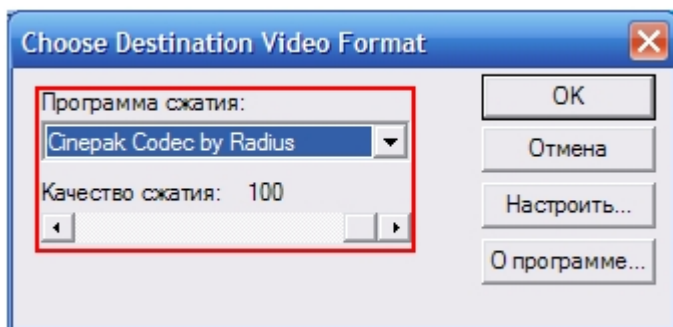 Choose Destination Video Format
Программа сжатия:
Cinepak Codec by Radius
Качество сжатия: 100
OK
Отмена
Настроить...
О программе...